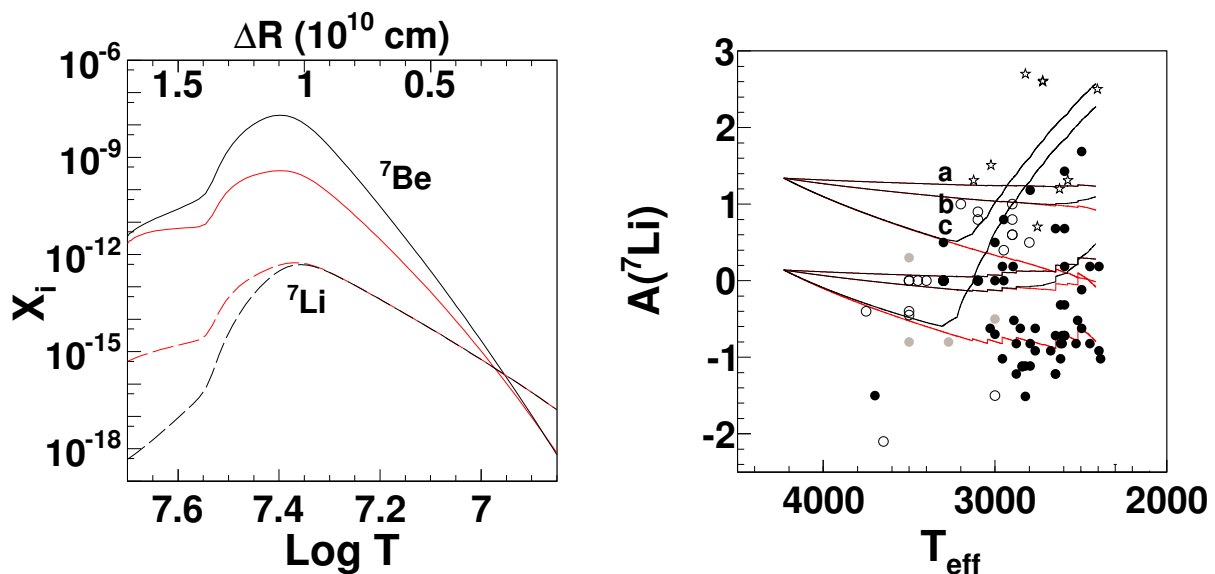 ΔR (10¹⁰ cm)
1.5 1 0.5
10⁻⁶
10⁻⁹
10⁻¹²
10⁻¹⁵
10⁻¹⁸
Xᵢ
⁷Be
⁷Li
7.6 7.4 7.2 7
Log T
3
2
1
0
-1
-2
A(⁷Li)
a
b
c
4000 3000 2000
T_eff